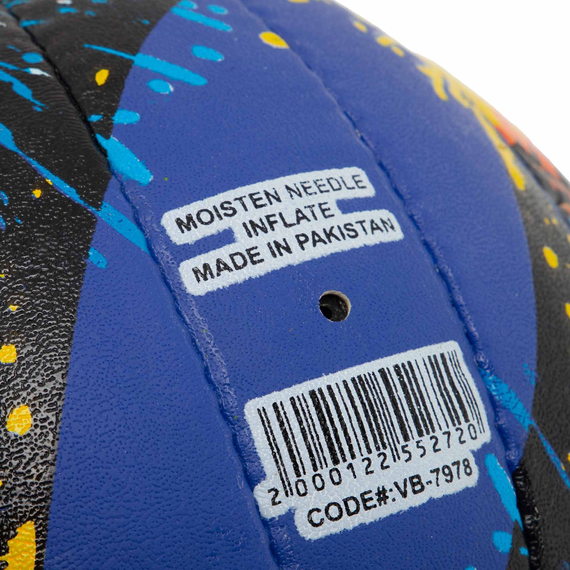 MOISTEN NEEDLE
INFLATE
MADE IN PAKISTAN
2 000122 552720
CODE#:VB-7978